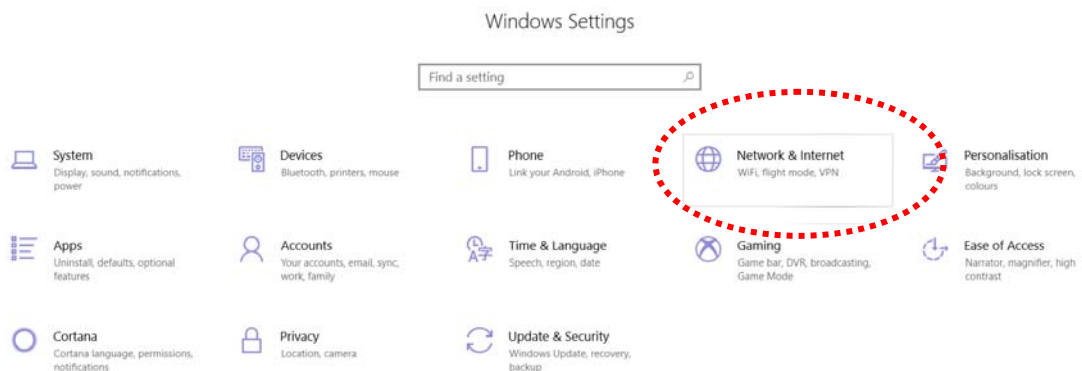 Windows Settings
Find a setting
System
Display, sound, notifications,
power
Devices
Bluetooth, printers, mouse
Phone
Link your Android, iPhone
Network & Internet
WiFi, flight mode, VPN
Personalisation
Background, lock screen,
colours
Apps
Uninstall, defaults, optional
features
Accounts
Your accounts, email, sync,
work, family
Time & Language
Speech, region, date
Gaming
Game bar, DVR, broadcasting,
Game Mode
Ease of Access
Narrator, magnifier, high
contrast
Cortana
Cortana language, permissions,
notifications
Privacy
Location, camera
Update & Security
Windows Update, recovery,
backup